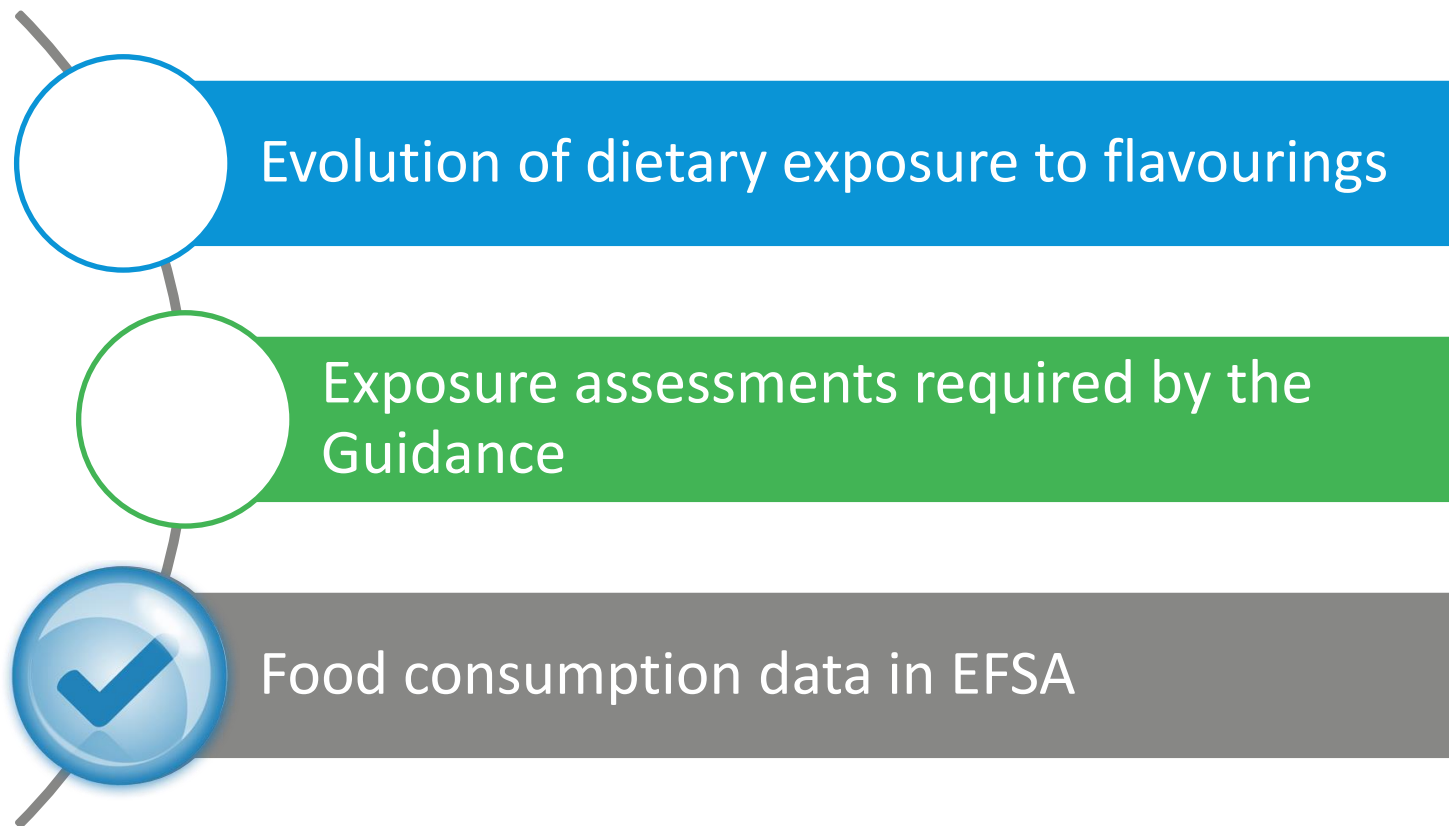 Evolution of dietary exposure to flavourings
Exposure assessments required by the
Guidance
Food consumption data in EFSA